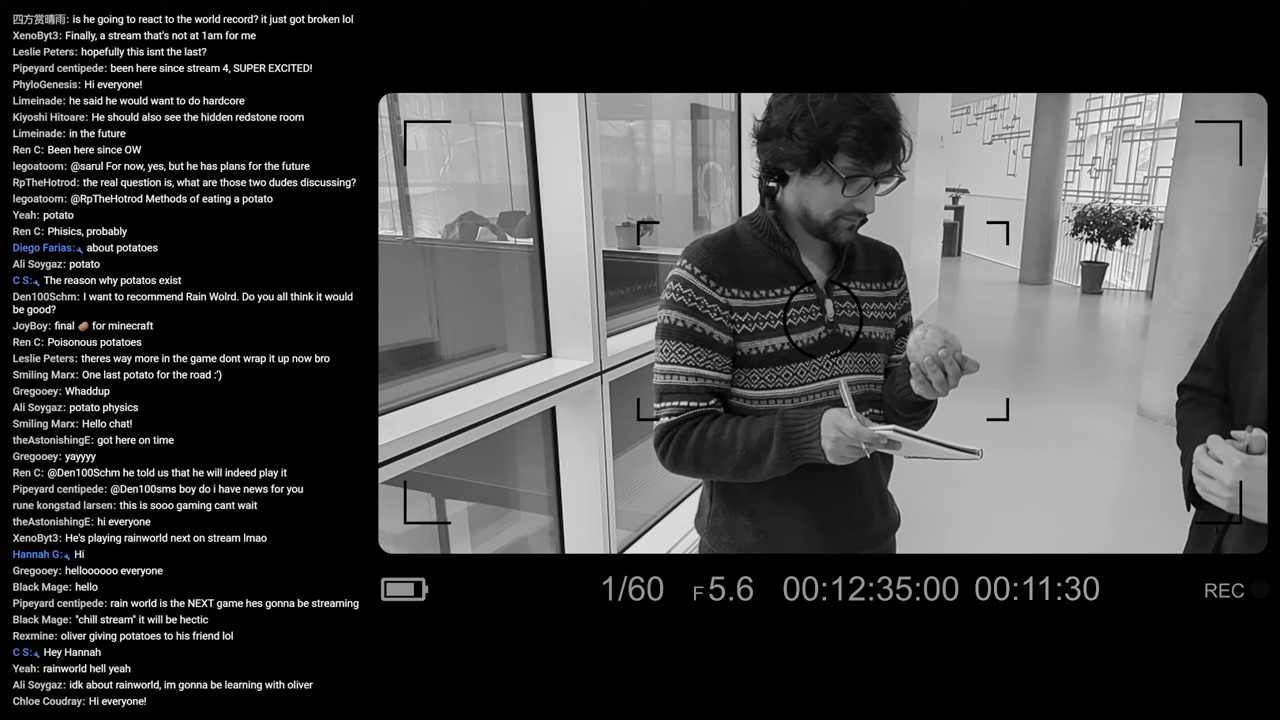 四方赏晴雨: is he going to react to the world record? it just got broken lol
XenoByt3: Finally, a stream that's not at 1am for me
Leslie Peters: hopefully this isnt the last?
Pipeyard centipede: been here since stream 4, SUPER EXCITED!
PhyloGenesis: Hi everyone!
Limeinade: he said he would want to do hardcore
Kiyoshi Hitoare: He should also see the hidden redstone room
Limeinade: in the future
Ren C: Been here since OW
legoatoom: @sarul For now, yes, but he has plans for the future
RpTheHotrod: the real question is, what are those two dudes discussing?
legoatoom: @RpTheHotrod Methods of eating a potato
Yeah: potato
Ren C: Phisics, probably
Diego Farias: about potatoes
Ali Soygaz: potato
C S: The reason why potatos exist
Den100Schm: I want to recommend Rain Wolrd. Do you all think it would
be good?
JoyBoy: final 🥔 for minecraft
Ren C: Poisonous potatoes
Leslie Peters: theres way more in the game dont wrap it up now bro
Smiling Marx: One last potato for the road :')
Gregooey: Whaddup
Ali Soygaz: potato physics
Smiling Marx: Hello chat!
theAstonishingE: got here on time
Gregooey: yayyyy
Ren C: @Den100Schm he told us that he will indeed play it
Pipeyard centipede: @Den100sms boy do i have news for you
rune kongstad larsen: this is sooo gaming cant wait
theAstonishingE: hi everyone
XenoByt3: He's playing rainworld next on stream lmao
Hannah G: Hi
Gregooey: helloooooo everyone
Black Mage: hello
Pipeyard centipede: rain world is the NEXT game hes gonna be streaming
Black Mage: "chill stream" it will be hectic
Rexmine: oliver giving potatoes to his friend lol
C S: Hey Hannah
Yeah: rainworld hell yeah
Ali Soygaz: idk about rainworld, im gonna be learning with oliver
Chloe Coudray: Hi everyone!
1/60 F5.6 00:12:35:00 00:11:30 REC